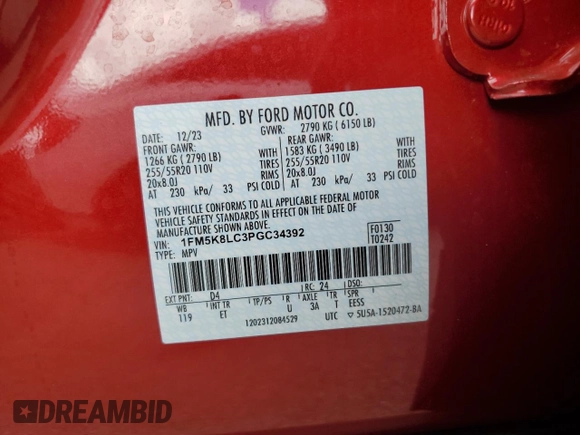 MFD. BY FORD MOTOR CO.
DATE: 12/23 GVWR: 2790 KG ( 6150 LB)
FRONT GAWR: REAR GAWR:
1266 KG ( 2790 LB) WITH 1583 KG ( 3490 LB) WITH
255/55R20 110V TIRES 255/55R20 110V TIRES
20x8.0J RIMS 20x8.0J RIMS
AT 230 kPa/ 33 PSI COLD AT 230 kPa/ 33 PSI COLD
THIS VEHICLE CONFORMS TO ALL APPLICABLE FEDERAL MOTOR
VEHICLE SAFETY STANDARDS IN EFFECT ON THE DATE OF
MANUFACTURE SHOWN ABOVE.
VIN: 1FM5K8LC3PGC34392 F0130
TYPE: MPV T0242
EXT PNT: D4 RC: 24 DSO:
WB INT TR TP/PS R AXLE TR SPR
119 ET U 3A T EESS
1202312084529 UTC ▽ 5U5A-1520472-BA
DREAMBID